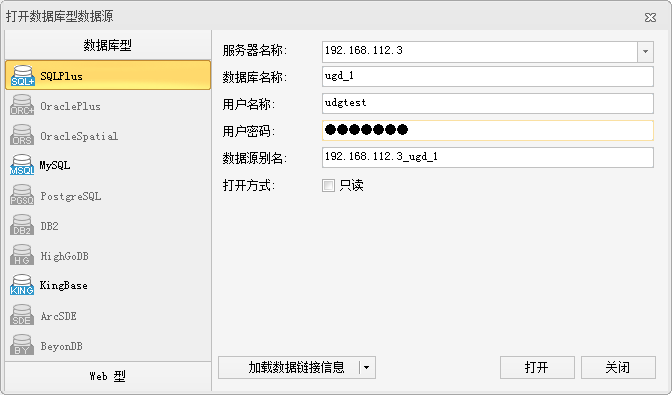 打开数据库型数据源
数据库型
SQL+ SQLPlus
ORC+ OraclePlus
ORS OracleSpatial
MSQL MySQL
PGSQ PostgreSQL
DB2 DB2
HG HighGoDB
KING KingBase
SDE ArcSDE
BY BeyonDB
Web 型
服务器名称: 192.168.112.3
数据库名称: ugd_1
用户名称: udgtest
用户密码: ●●●●●●●
数据源别名: 192.168.112.3_ugd_1
打开方式: 只读
加载数据链接信息
打开
关闭